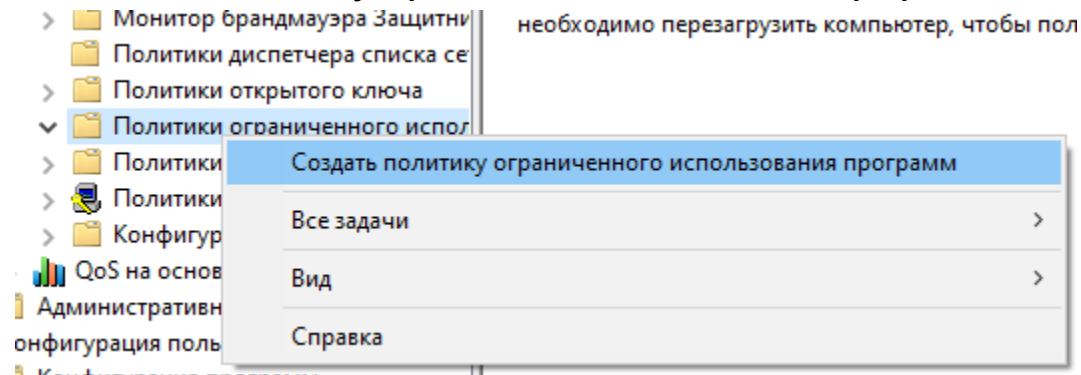 Монитор брандмауэра Защитни
необходимо перезагрузить компьютер, чтобы пол
Политики диспетчера списка се
Политики открытого ключа
Политики ограниченного испол
Создать политику ограниченного использования программ
Политики
Все задачи
Политики
Конфигур
QoS на основ
Вид
Административн
Справка
онфигурация поль